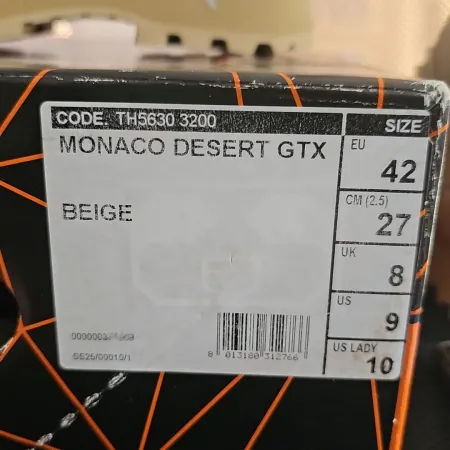 CODE TH5630 3200 SIZE
MONACO DESERT GTX
BEIGE
EU
42
CM (2.5)
27
UK
8
US
9
US LADY
10
8 013180 312766